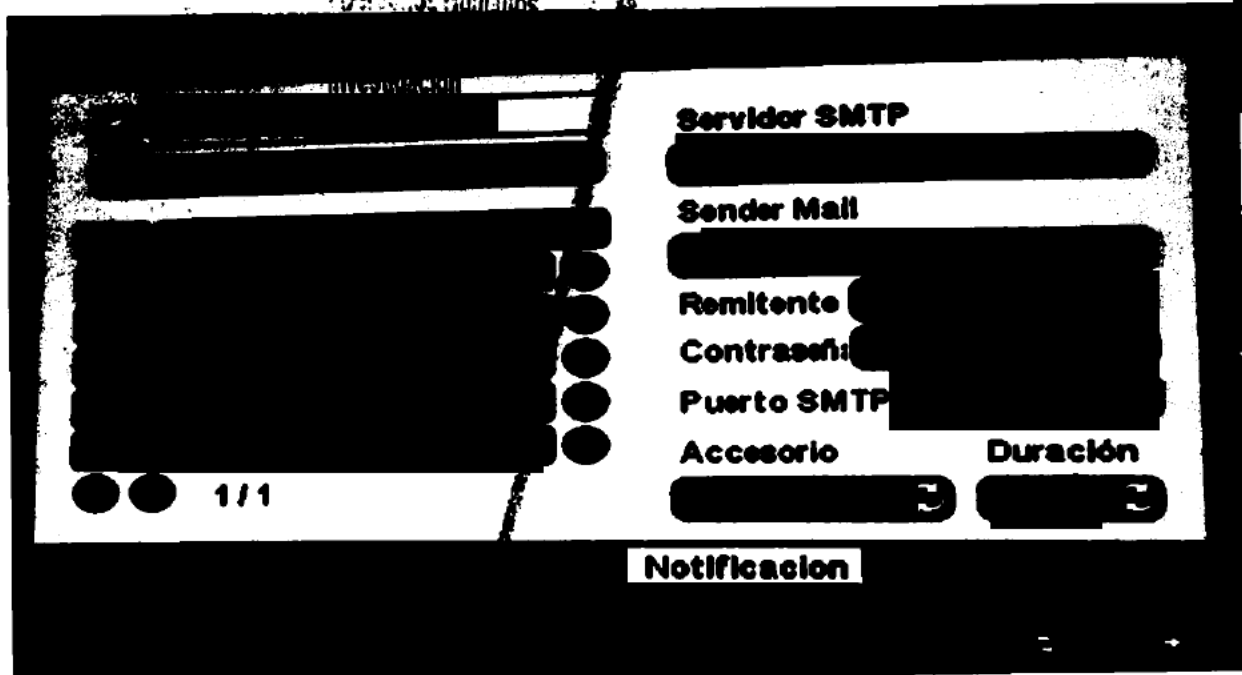 Servidor SMTP
Sender Mail
Remitente
Contraseña
Puerto SMTP
Accesorio Duración
1/1
Notificacion